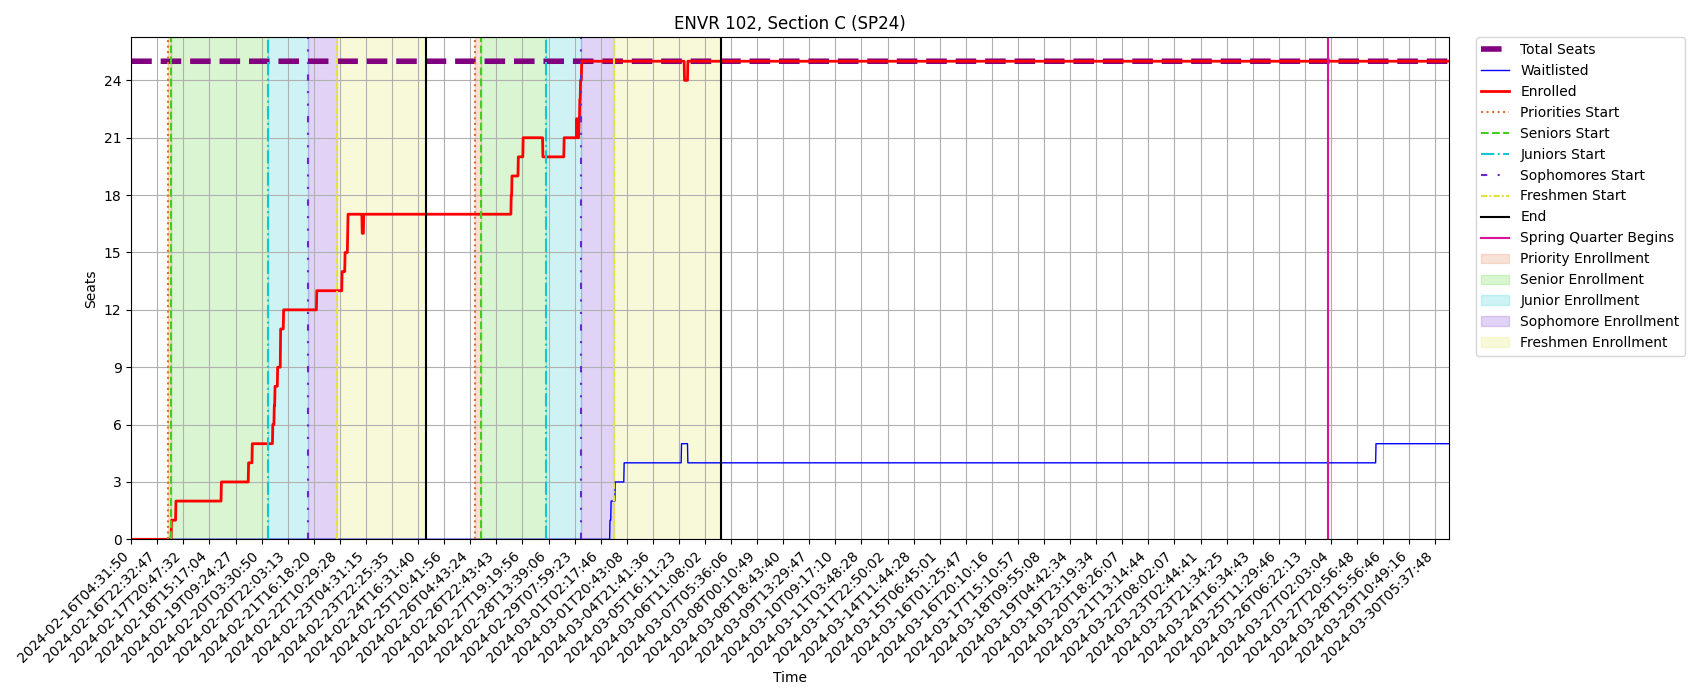 ENVR 102, Section C (SP24)
Seats
24
21
18
15
12
9
6
3
0
2024-02-16T04:31:50
2024-02-16T22:32:47
2024-02-17T20:47:32
2024-02-18T15:17:04
2024-02-19T09:24:27
2024-02-20T03:30:50
2024-02-20T22:03:13
2024-02-21T16:18:20
2024-02-22T10:29:28
2024-02-23T04:31:15
2024-02-23T22:25:35
2024-02-24T16:31:40
2024-02-25T10:41:56
2024-02-26T04:43:24
2024-02-26T22:43:43
2024-02-27T19:19:56
2024-02-28T13:39:06
2024-02-29T07:59:23
2024-03-01T02:17:46
2024-03-01T20:43:08
2024-03-04T21:41:36
2024-03-05T16:11:23
2024-03-06T11:08:02
2024-03-07T05:36:06
2024-03-08T00:10:49
2024-03-08T18:43:40
2024-03-09T13:29:47
2024-03-10T09:17:10
2024-03-11T03:48:28
2024-03-11T22:50:02
2024-03-14T11:44:28
2024-03-15T06:45:01
2024-03-16T01:25:47
2024-03-16T20:10:16
2024-03-17T15:10:57
2024-03-18T09:55:08
2024-03-19T04:42:34
2024-03-19T23:19:34
2024-03-20T18:26:07
2024-03-21T13:14:44
2024-03-22T08:02:07
2024-03-23T02:44:41
2024-03-23T21:34:25
2024-03-24T16:34:43
2024-03-25T11:29:46
2024-03-26T06:22:13
2024-03-27T02:03:04
2024-03-27T20:56:48
2024-03-28T15:56:46
2024-03-29T10:49:16
2024-03-30T05:37:48
Time
Total Seats
Waitlisted
Enrolled
Priorities Start
Seniors Start
Juniors Start
Sophomores Start
Freshmen Start
End
Spring Quarter Begins
Priority Enrollment
Senior Enrollment
Junior Enrollment
Sophomore Enrollment
Freshmen Enrollment